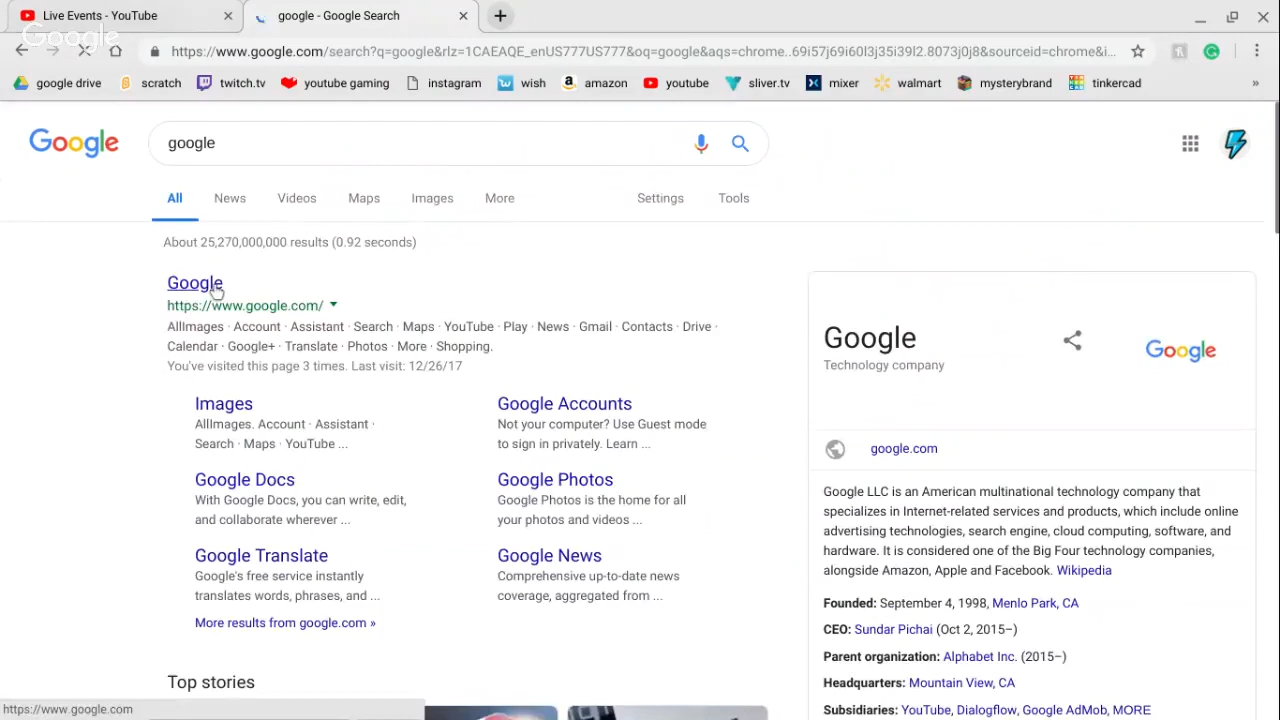 Live Events - YouTube
google - Google Search
Google
https://www.google.com/search?q=google&rlz=1CAEAQE_enUS777US777&oq=google&aqs=chrome..69i57j69i60l3j35i39l2.8073j0j8&sourceid=chrome&i...
google drive
scratch
twitch.tv
youtube gaming
instagram
wish
amazon
youtube
sliver.tv
mixer
walmart
mysterybrand
tinkercad
»
Google
google
All
News
Videos
Maps
Images
More
Settings
Tools
About 25,270,000,000 results (0.92 seconds)
Google
https://www.google.com/
AllImages · Account · Assistant · Search · Maps · YouTube · Play · News · Gmail · Contacts · Drive ·
Calendar · Google+ · Translate · Photos · More · Shopping.
You've visited this page 3 times. Last visit: 12/26/17
Images
AllImages. Account · Assistant ·
Search · Maps · YouTube ...
Google Accounts
Not your computer? Use Guest mode
to sign in privately. Learn ...
Google Docs
With Google Docs, you can write, edit,
and collaborate wherever ...
Google Photos
Google Photos is the home for all
your photos and videos ...
Google Translate
Google's free service instantly
translates words, phrases, and ...
Google News
Comprehensive up-to-date news
coverage, aggregated from ...
More results from google.com »
Top stories
Google
Technology company
Google
google.com
Google LLC is an American multinational technology company that
specializes in Internet-related services and products, which include online
advertising technologies, search engine, cloud computing, software, and
hardware. It is considered one of the Big Four technology companies,
alongside Amazon, Apple and Facebook. Wikipedia
Founded: September 4, 1998, Menlo Park, CA
CEO: Sundar Pichai (Oct 2, 2015–)
Parent organization: Alphabet Inc. (2015–)
Headquarters: Mountain View, CA
Subsidiaries: YouTube, Dialogflow, Google AdMob, MORE
https://www.google.com